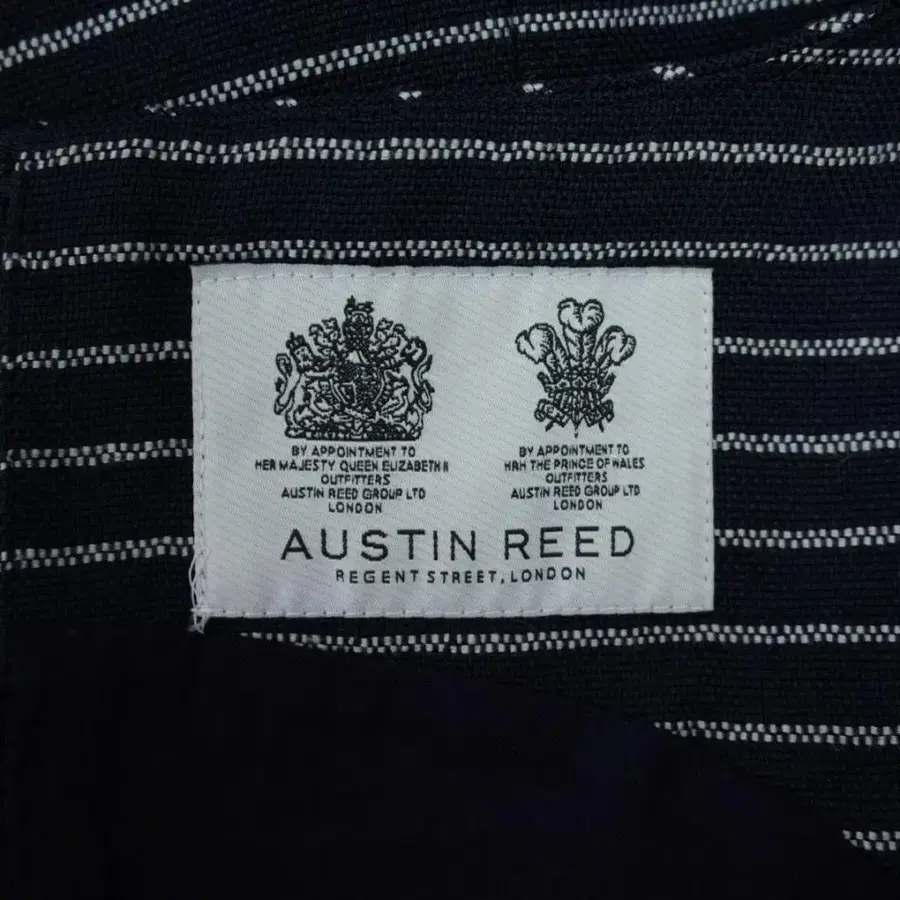 BY APPOINTMENT TO
HER MAJESTY QUEEN ELIZABETH II
OUTFITTERS
AUSTIN REED GROUP LTD
LONDON
BY APPOINTMENT TO
HRH THE PRINCE OF WALES
OUTFITTERS
AUSTIN REED GROUP LTD
LONDON
AUSTIN REED
REGENT STREET, LONDON